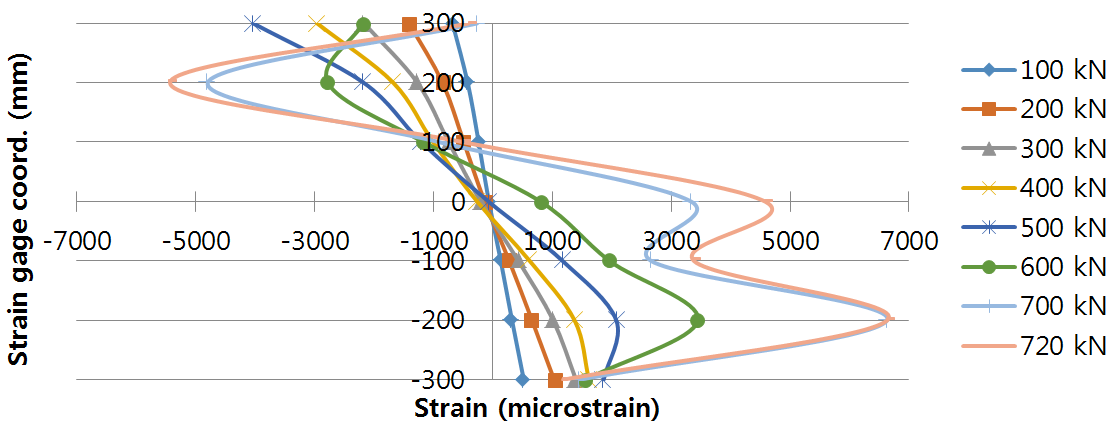 300
200
100
0
-7000 -5000 -3000 -1000 1000 3000 5000 7000
-100
-200
-300
Strain gage coord. (mm)
Strain (microstrain)
100 kN
200 kN
300 kN
400 kN
500 kN
600 kN
700 kN
720 kN